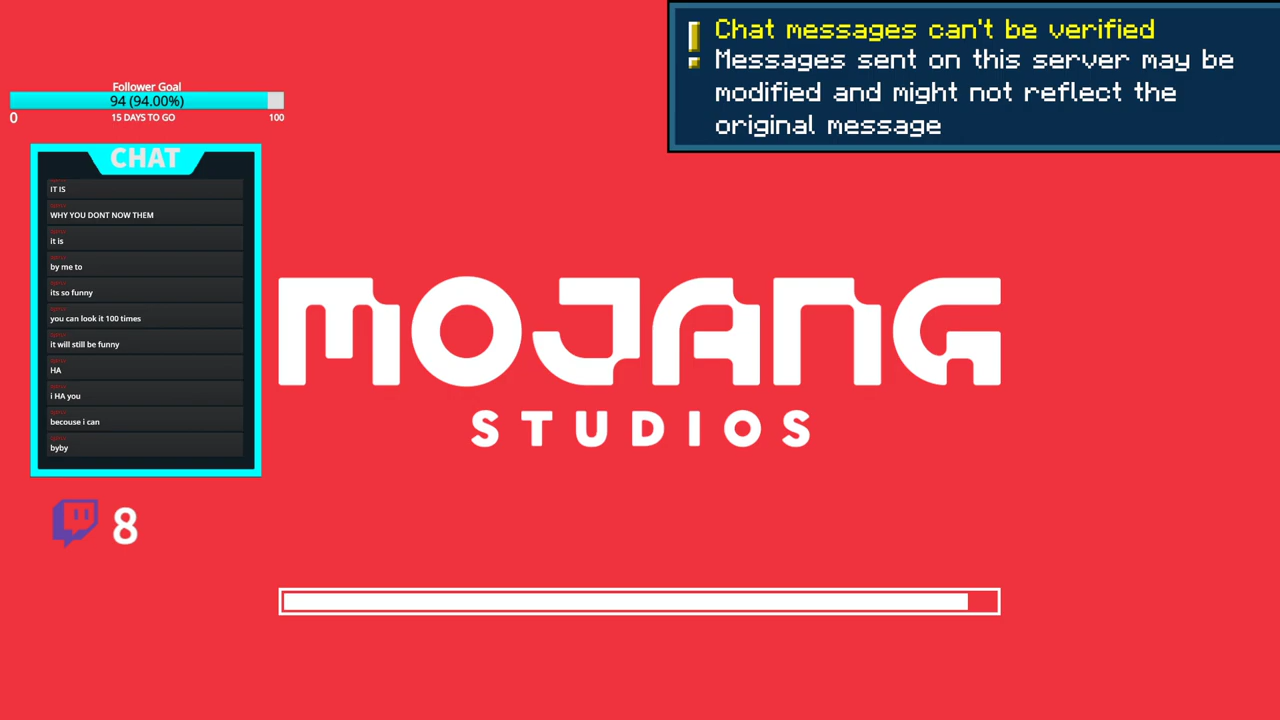 Chat messages can't be verified
Messages sent on this server may be
modified and might not reflect the
original message
Follower Goal
94 (94.00%)
0
15 DAYS TO GO
100
CHAT
IT IS
WHY YOU DONT NOW THEM
it is
by me to
its so funny
you can look it 100 times
it will still be funny
HA
i HA you
becouse i can
byby
8
MOJANG
STUDIOS